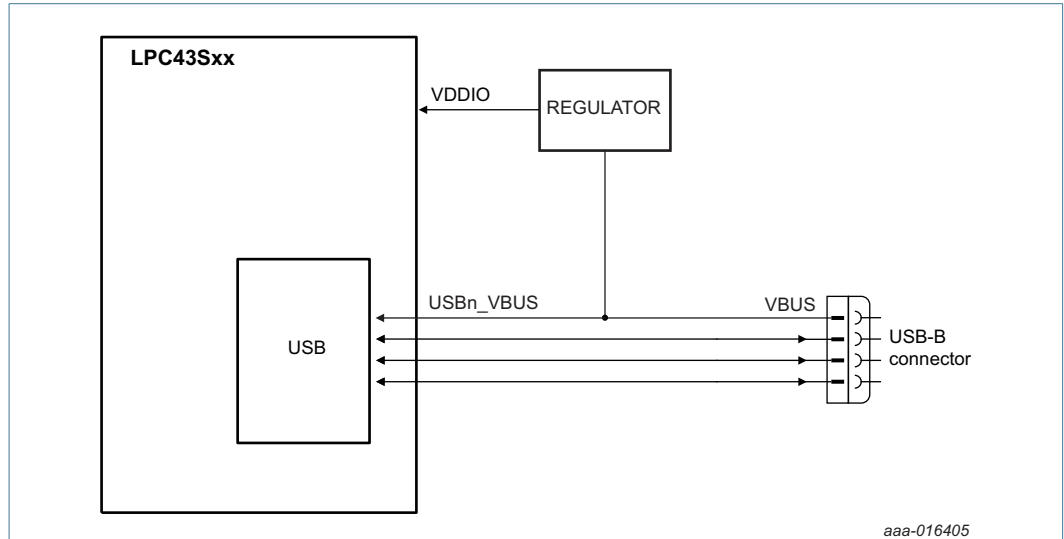 LPC43Sxx
VDDIO
REGULATOR
USBn_VBUS
VBUS
USB
USB-B
connector
aaa-016405